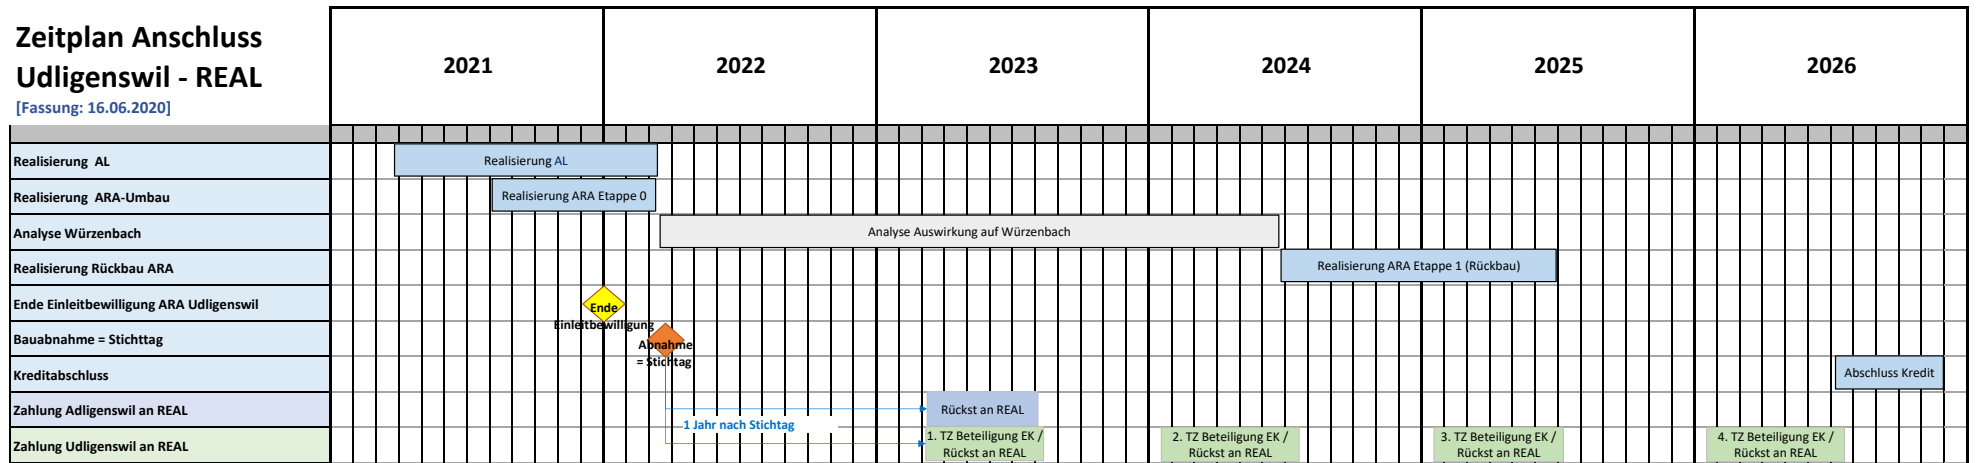 Zeitplan Anschluss
Udligenswil - REAL
[Fassung: 16.06.2020]
2021 2022 2023 2024 2025 2026
Realisierung AL
Realisierung AL
Realisierung ARA-Umbau
Realisierung ARA Etappe 0
Analyse Würzenbach
Analyse Auswirkung auf Würzenbach
Realisierung Rückbau ARA
Realisierung ARA Etappe 1 (Rückbau)
Ende Einleitbewilligung ARA Udligenswil
Ende
Einleitbewilligung
Bauabnahme = Stichttag
Abnahme
= Stichtag
Kreditabschluss
Abschluss Kredit
Zahlung Adligenswil an REAL
Rückst an REAL
1 Jahr nach Stichtag
Zahlung Udligenswil an REAL
1. TZ Beteiligung EK /
Rückst an REAL
2. TZ Beteiligung EK /
Rückst an REAL
3. TZ Beteiligung EK /
Rückst an REAL
4. TZ Beteiligung EK /
Rückst an REAL